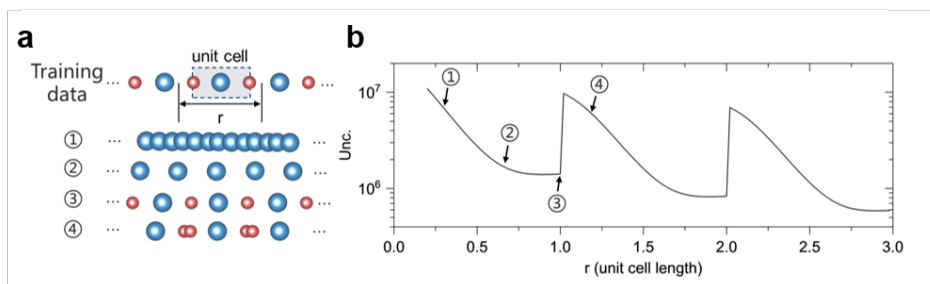 a
unit cell
Training
data
...
...
r
① ... ...
② ... ...
③ ... ...
④ ... ...
b
Unc.
10⁷
10⁶
①
②
③
④
0.0 0.5 1.0 1.5 2.0 2.5 3.0
r (unit cell length)